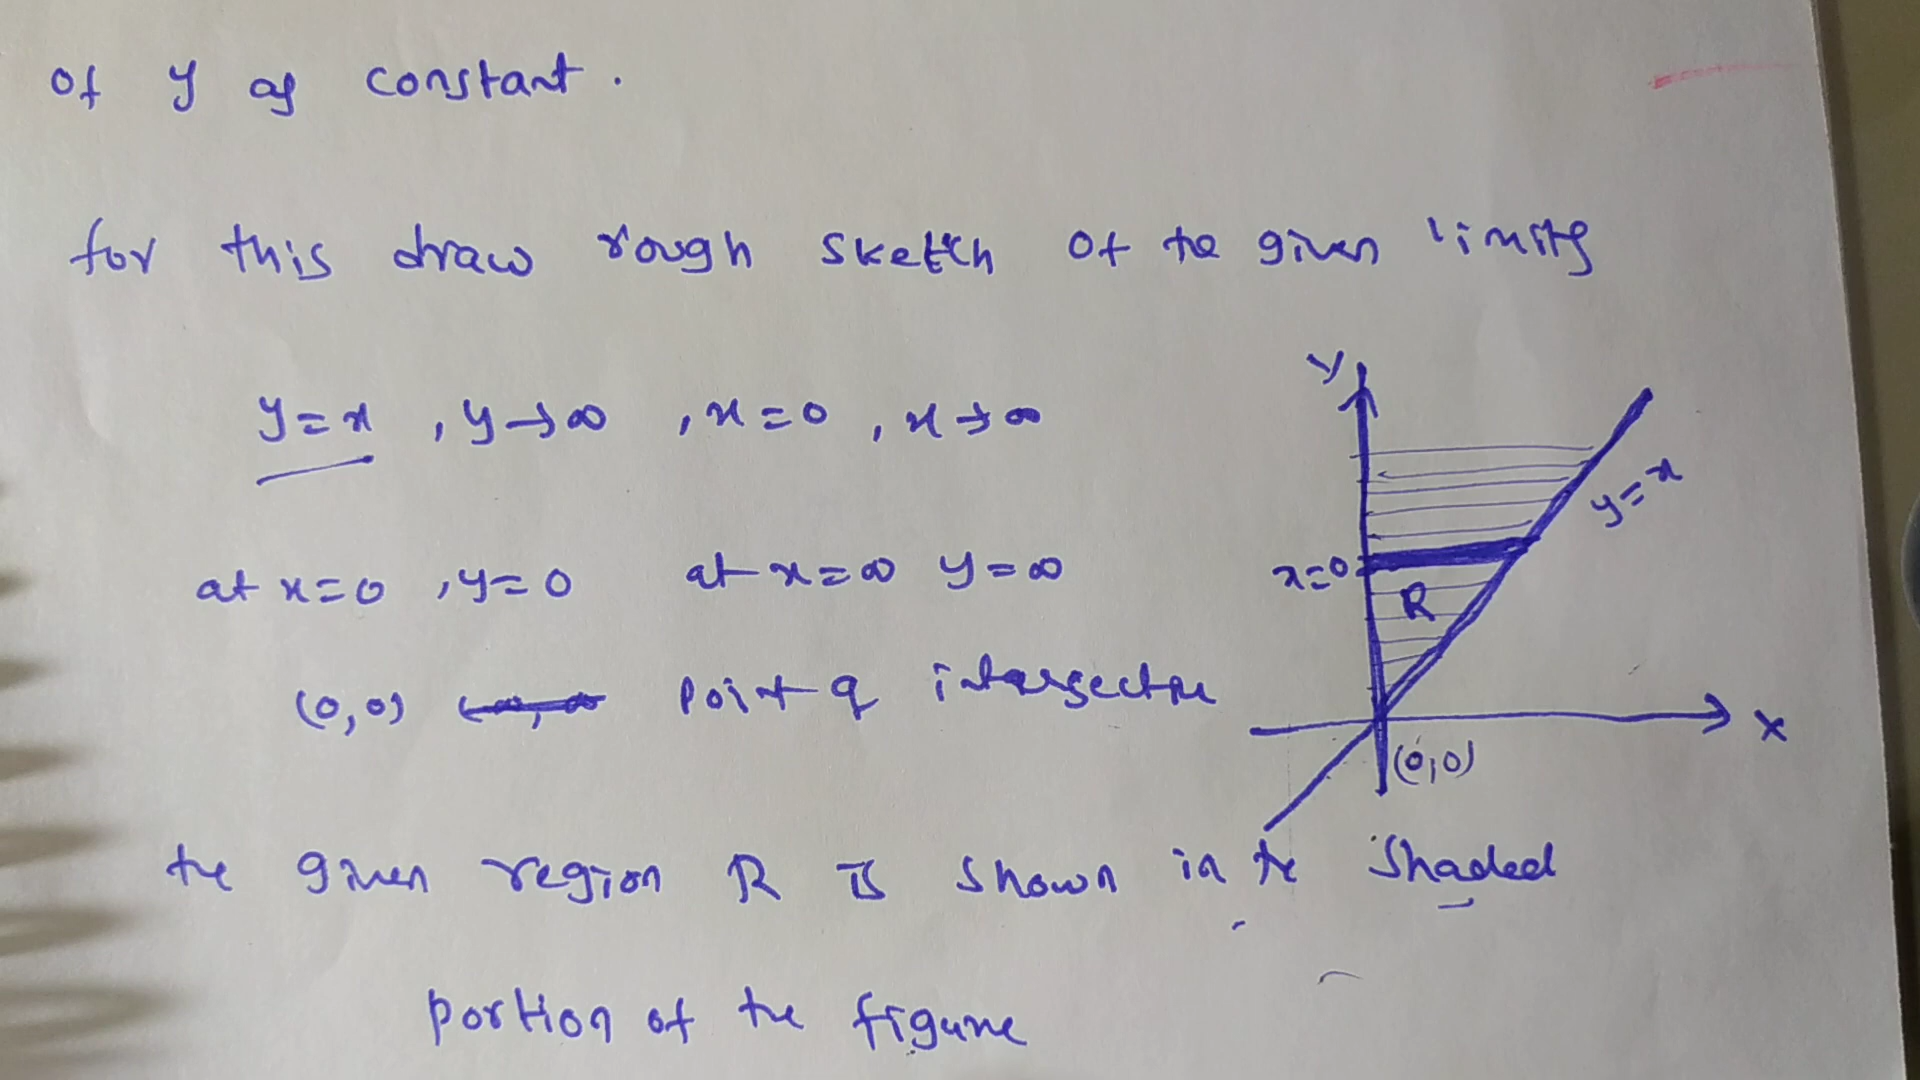 of y as constant.
for this draw rough sketch of the given limits
y=x , y→∞ , x=0 , x→∞
at x=0 , y=0 at x=∞ y=∞
(0,0) point of intersection
the given region R is shown in the shaded
portion of the figure
y
y=x
x=0
R
x
(0,0)